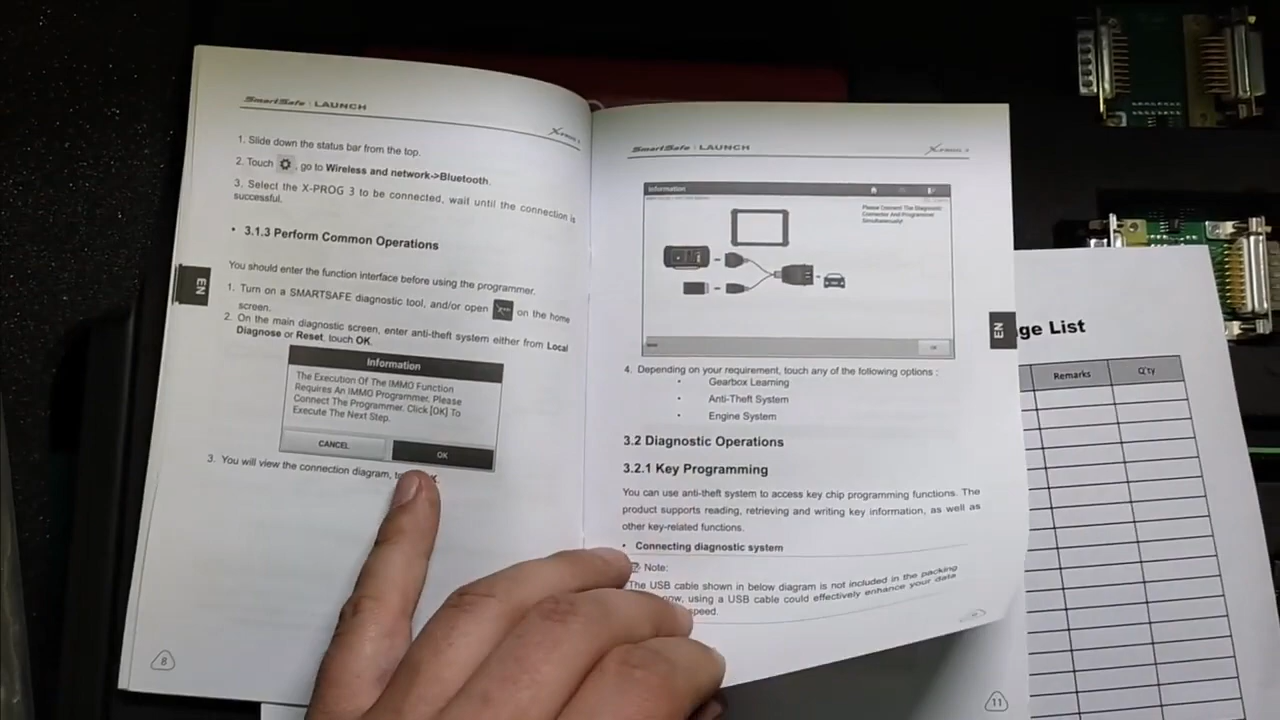 SmartSafe LAUNCH
1. Slide down the status bar from the top.
2. Touch , go to Wireless and network->Bluetooth.
3. Select the X-PROG 3 to be connected, wait until the connection is
successful.
• 3.1.3 Perform Common Operations
You should enter the function interface before using the programmer.
1. Turn on a SMARTSAFE diagnostic tool, and/or open on the home
screen.
2. On the main diagnostic screen, enter anti-theft system either from Local
Diagnose or Reset, touch OK.
Information
The Execution Of The IMMO Function
Requires An IMMO Programmer. Please
Connect The Programmer. Click [OK] To
Execute The Next Step.
CANCEL
OK
3. You will view the connection diagram,
8
EN
SmartSafe LAUNCH
Information
Please Connect The Diagnostic
Connector And Programmer
Simultaneously!
OK
4. Depending on your requirement, touch any of the following options :
• Gearbox Learning
• Anti-Theft System
• Engine System
3.2 Diagnostic Operations
3.2.1 Key Programming
You can use anti-theft system to access key chip programming functions. The
product supports reading, retrieving and writing key information, as well as
other key-related functions.
• Connecting diagnostic system
Note:
The USB cable shown in below diagram is not included in the packing
now, using a USB cable could effectively enhance your data
speed.
EN
11
ge List
Remarks
Q'ty